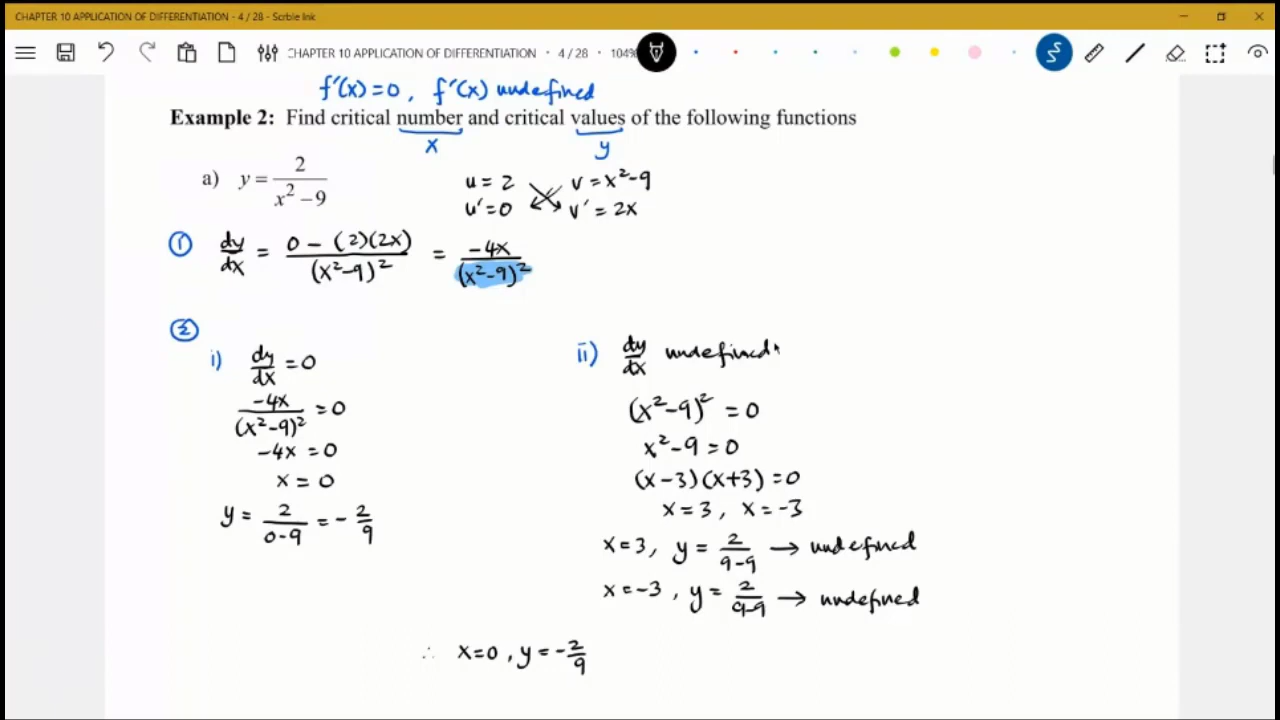 CHAPTER 10 APPLICATION OF DIFFERENTIATION - 4 / 28 - Scrble Ink
CHAPTER 10 APPLICATION OF DIFFERENTIATION • 4 / 28 • 104%
f'(x) = 0 , f'(x) undefined
Example 2: Find critical number and critical values of the following functions
x y
a) y = 2/(x² − 9) u = 2 v = x² − 9
u' = 0 v' = 2x
① dy/dx = (0 − (2)(2x))/(x² − 9)² = −4x/(x² − 9)²
②
i) dy/dx = 0
−4x/(x² − 9)² = 0
−4x = 0
x = 0
y = 2/(0 − 9) = − 2/9
ii) dy/dx undefined
(x² − 9)² = 0
x² − 9 = 0
(x − 3)(x + 3) = 0
x = 3 , x = −3
x = 3, y = 2/(9 − 9) → undefined
x = −3 , y = 2/(9 − 9) → undefined
∴ x = 0 , y = − 2/9